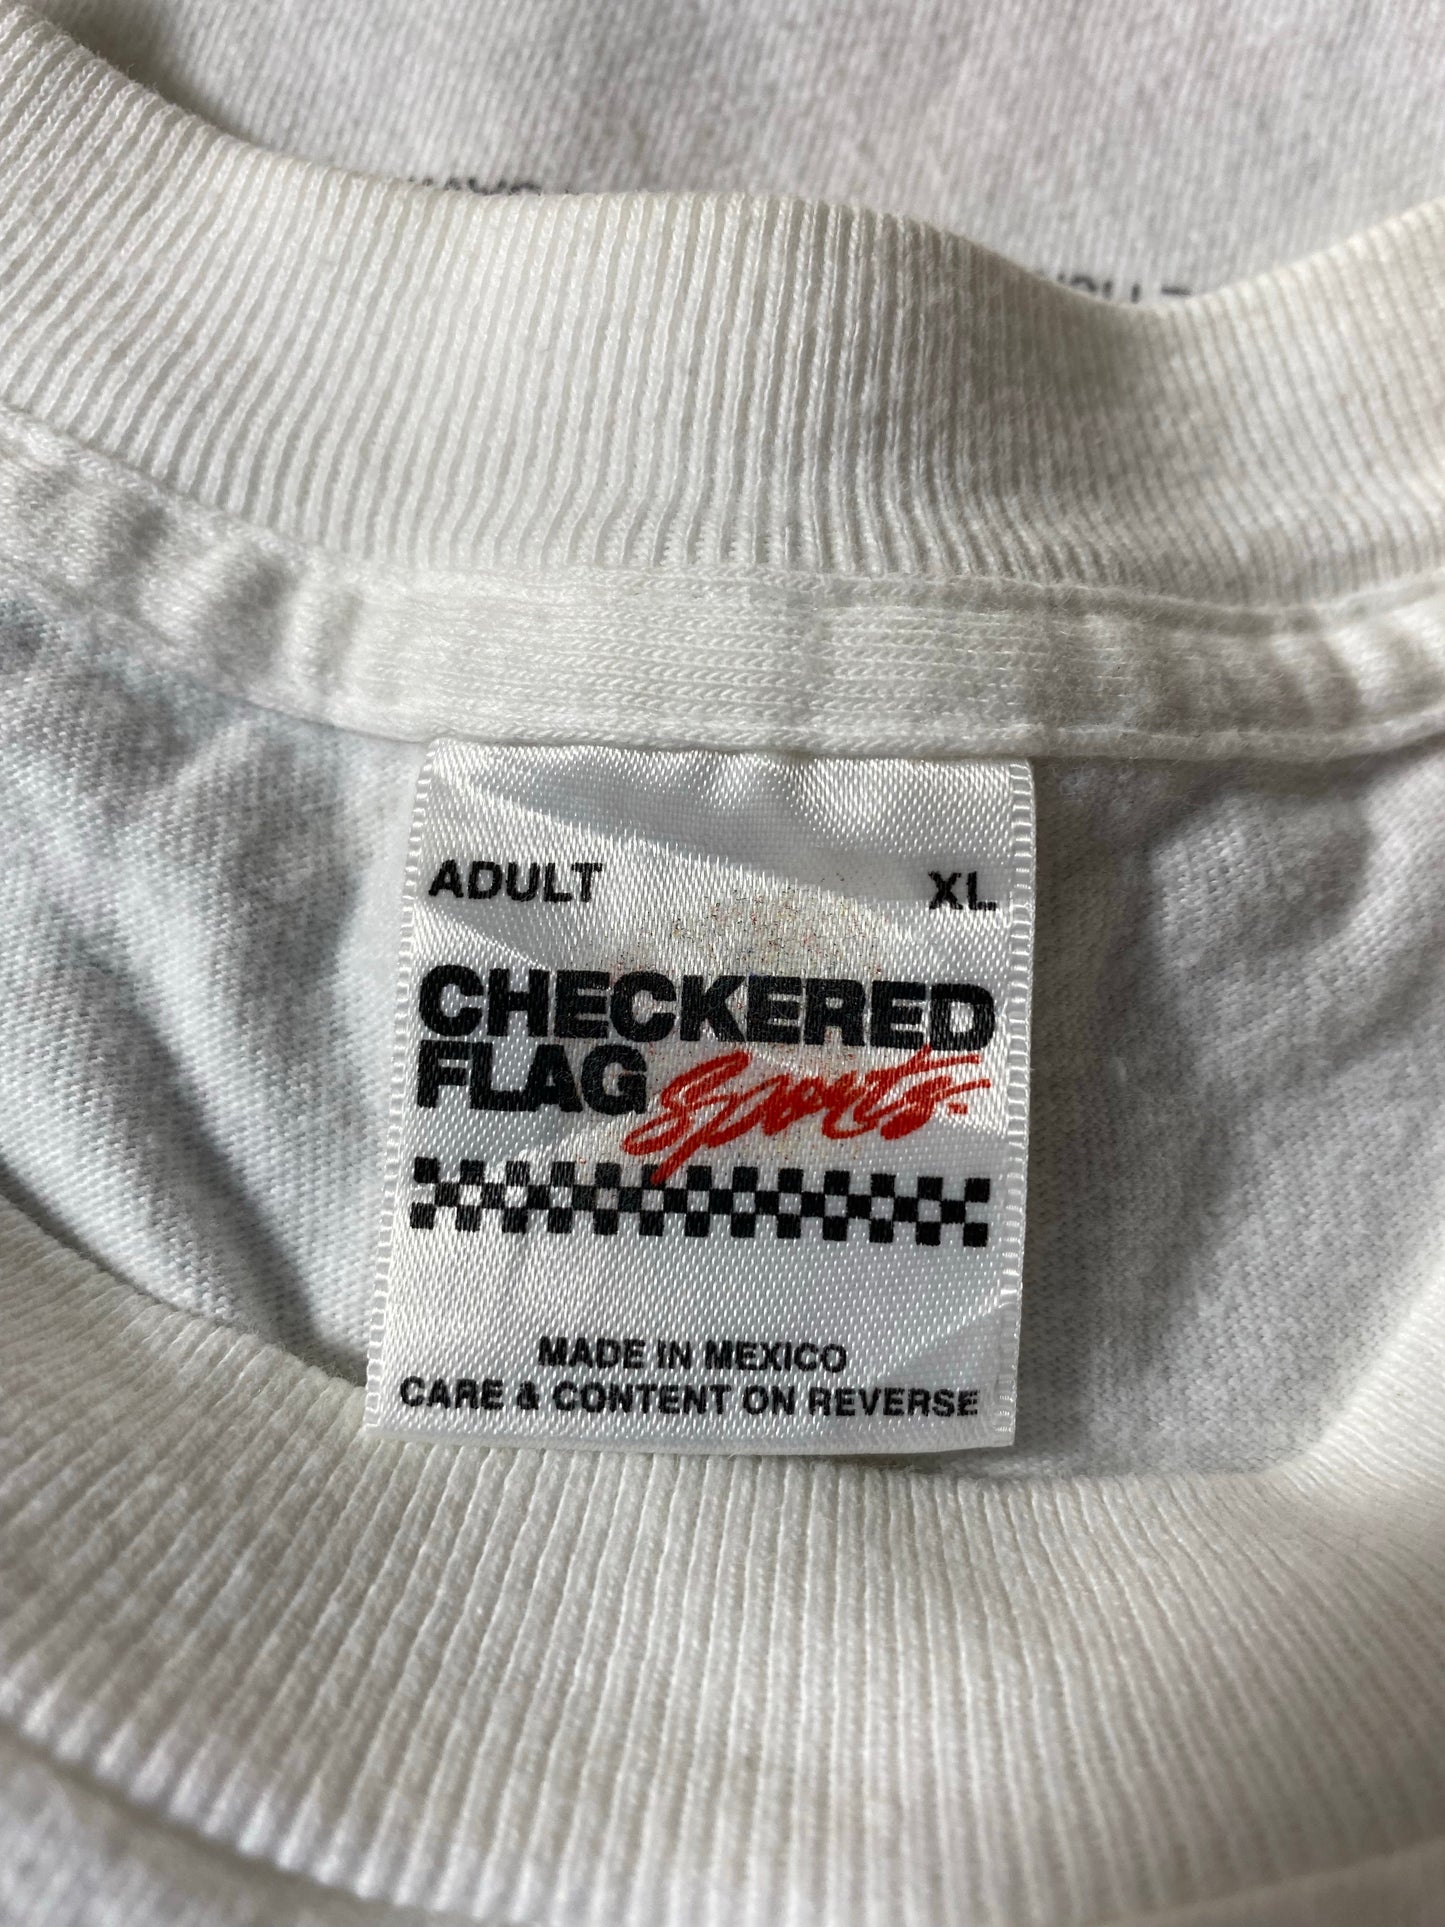 ADULT XL
CHECKERED
FLAG Sports
MADE IN MEXICO
CARE & CONTENT ON REVERSE